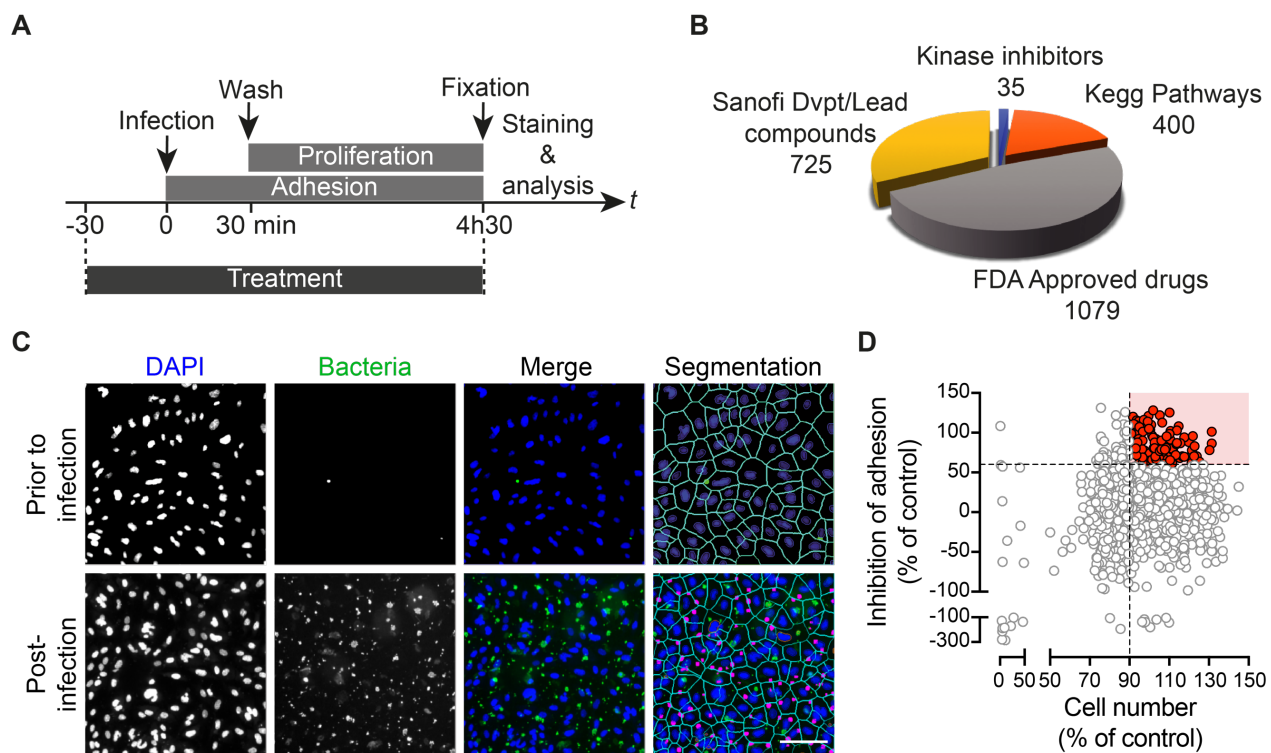 A
Infection
Wash
Fixation
Proliferation
Adhesion
Staining
&
analysis
t
-30
0
30 min
4h30
Treatment
B
Kinase inhibitors
35
Kegg Pathways
400
Sanofi Dvpt/Lead
compounds
725
FDA Approved drugs
1079
C
DAPI
Bacteria
Merge
Segmentation
Prior to
infection
Post-
infection
D
Inhibition of adhesion
(% of control)
150
100
50
0
-50
-100
-100
-300
0
50
50
70
90
110
130
150
Cell number
(% of control)